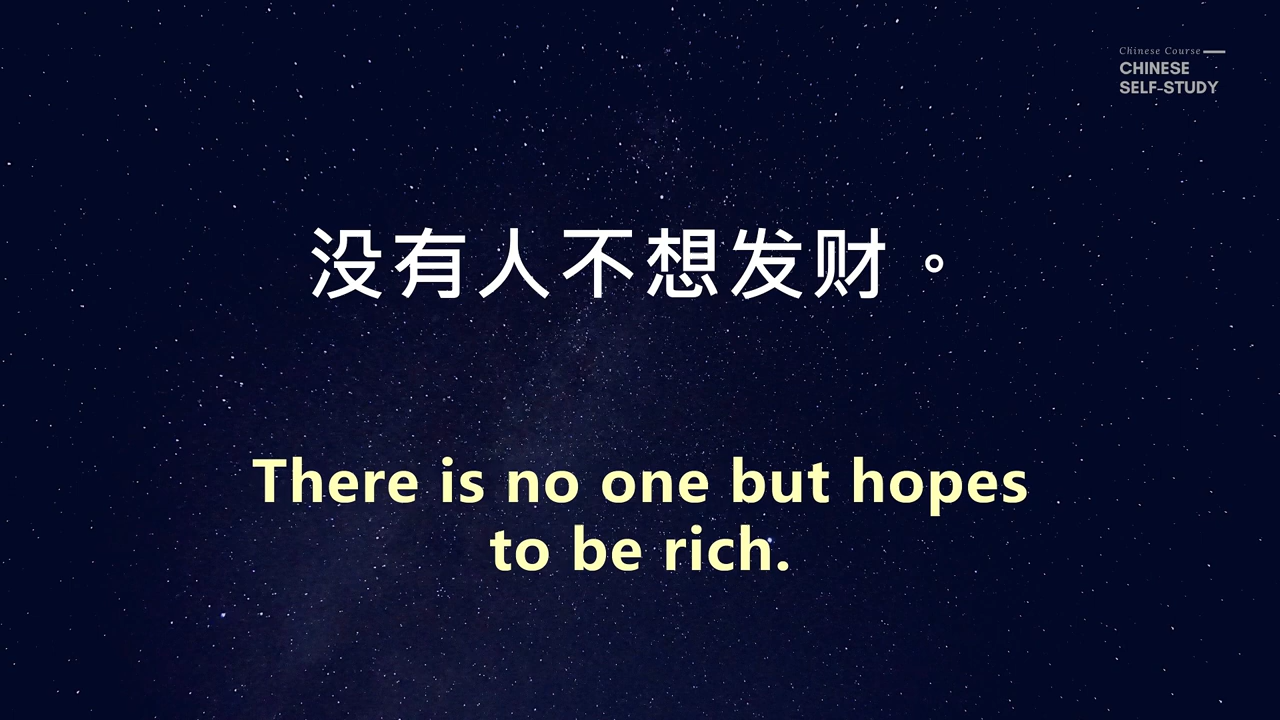 Chinese Course
CHINESE
SELF-STUDY
没有人不想发财。
There is no one but hopes
to be rich.